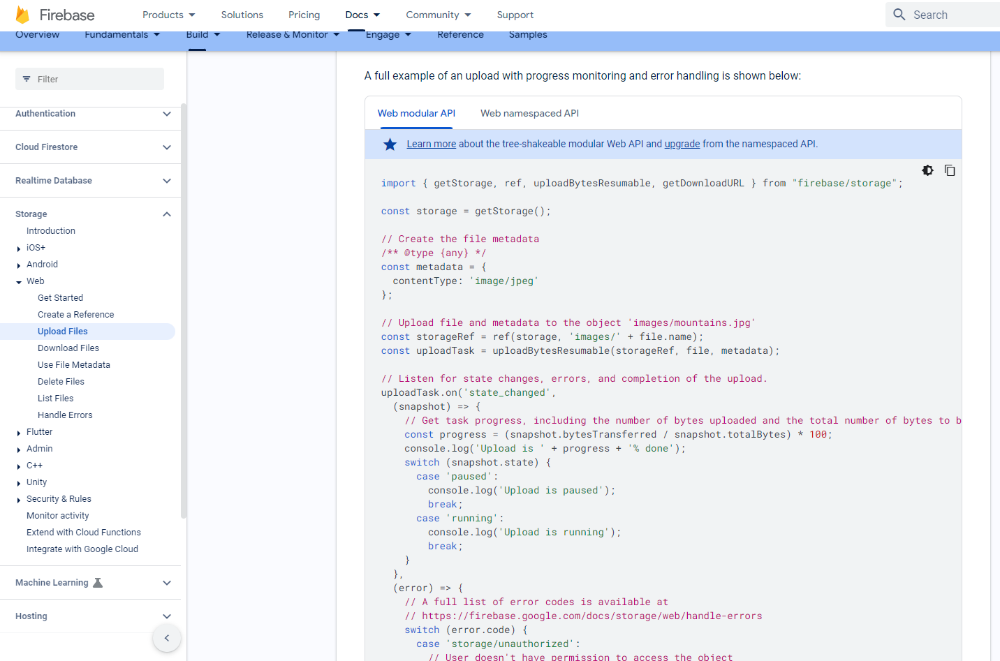 Firebase
Products
Solutions
Pricing
Docs
Community
Support
Search
Overview
Fundamentals
Build
Release & Monitor
Engage
Reference
Samples
Filter
Authentication
Cloud Firestore
Realtime Database
Storage
Introduction
iOS+
Android
Web
Get Started
Create a Reference
Upload Files
Download Files
Use File Metadata
Delete Files
List Files
Handle Errors
Flutter
Admin
C++
Unity
Security & Rules
Monitor activity
Extend with Cloud Functions
Integrate with Google Cloud
Machine Learning
Hosting
A full example of an upload with progress monitoring and error handling is shown below:
Web modular API
Web namespaced API
Learn more about the tree-shakeable modular Web API and upgrade from the namespaced API.
import { getStorage, ref, uploadBytesResumable, getDownloadURL } from "firebase/storage";
const storage = getStorage();
// Create the file metadata
/** @type {any} */
const metadata = {
  contentType: 'image/jpeg'
};
// Upload file and metadata to the object 'images/mountains.jpg'
const storageRef = ref(storage, 'images/' + file.name);
const uploadTask = uploadBytesResumable(storageRef, file, metadata);
// Listen for state changes, errors, and completion of the upload.
uploadTask.on('state_changed',
  (snapshot) => {
    // Get task progress, including the number of bytes uploaded and the total number of bytes to b
    const progress = (snapshot.bytesTransferred / snapshot.totalBytes) * 100;
    console.log('Upload is ' + progress + '% done');
    switch (snapshot.state) {
      case 'paused':
        console.log('Upload is paused');
        break;
      case 'running':
        console.log('Upload is running');
        break;
    }
  },
  (error) => {
    // A full list of error codes is available at
    // https://firebase.google.com/docs/storage/web/handle-errors
    switch (error.code) {
      case 'storage/unauthorized':
        // User doesn't have permission to access the object